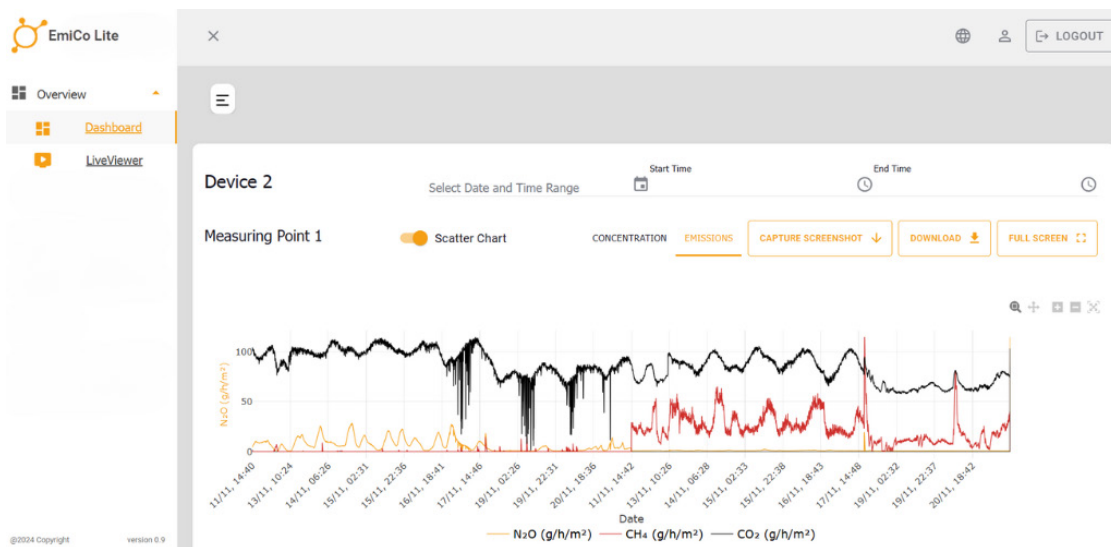 EmiCo Lite
LOGOUT
Overview
Dashboard
LiveViewer
Device 2
Select Date and Time Range
Start Time
End Time
Measuring Point 1
Scatter Chart
CONCENTRATION
EMISSIONS
CAPTURE SCREENSHOT
DOWNLOAD
FULL SCREEN
N₂O (g/h/m²)
100
50
0
11/11, 14:40
13/11, 10:24
14/11, 06:26
15/11, 02:31
15/11, 22:36
16/11, 18:41
17/11, 14:46
19/11, 02:26
19/11, 22:31
20/11, 18:36
11/11, 14:42
13/11, 10:26
14/11, 06:28
15/11, 02:33
15/11, 22:38
16/11, 18:43
17/11, 14:48
19/11, 02:32
19/11, 22:37
20/11, 18:42
Date
N₂O (g/h/m²)
CH₄ (g/h/m²)
CO₂ (g/h/m²)
@2024 Copyright
version 0.9